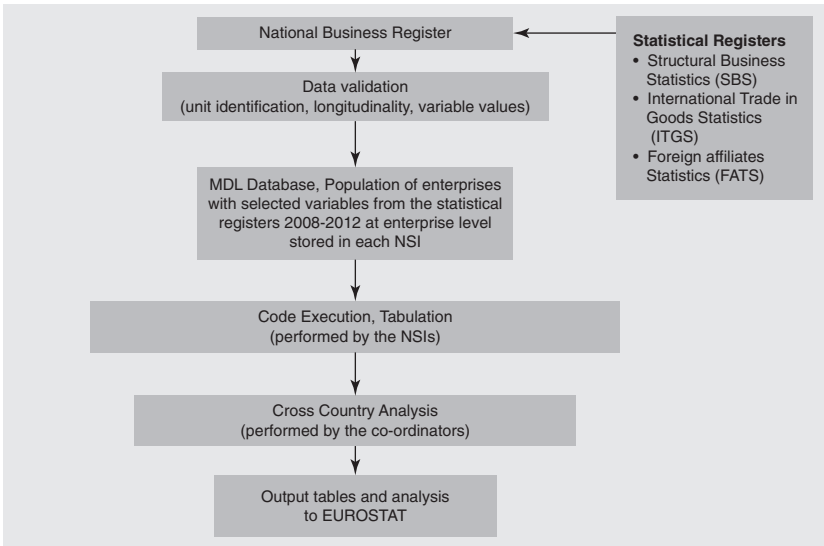 National Business Register
Statistical Registers
• Structural Business
Statistics (SBS)
• International Trade in
Goods Statistics
(ITGS)
• Foreign affiliates
Statistics (FATS)
Data validation
(unit identification, longitudinality, variable values)
MDL Database, Population of enterprises
with selected variables from the statistical
registers 2008-2012 at enterprise level
stored in each NSI
Code Execution, Tabulation
(performed by the NSIs)
Cross Country Analysis
(performed by the co-ordinators)
Output tables and analysis
to EUROSTAT